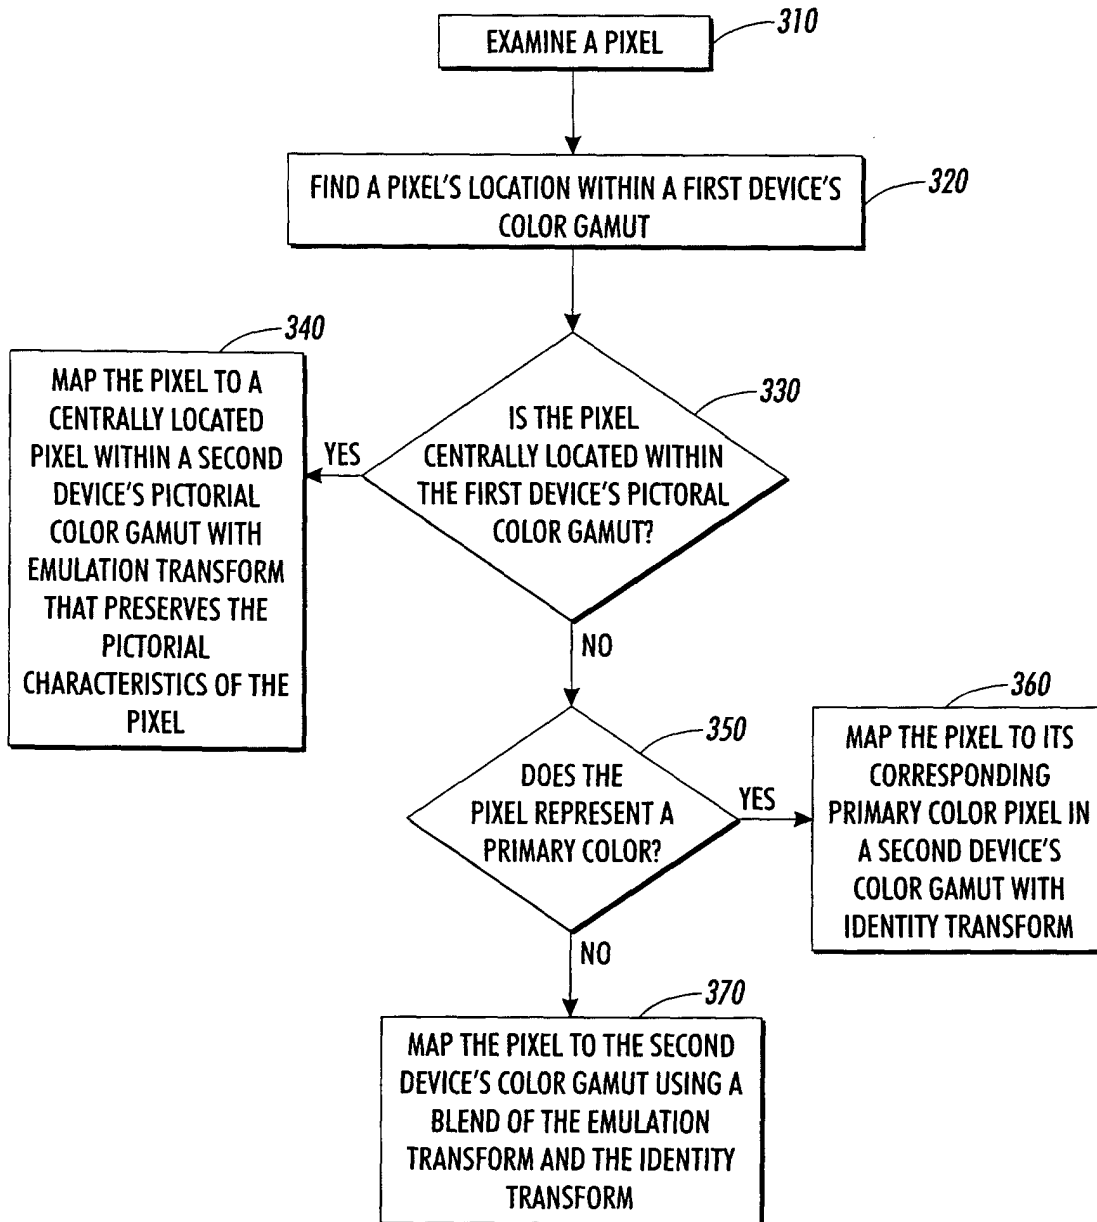 EXAMINE A PIXEL
310
FIND A PIXEL'S LOCATION WITHIN A FIRST DEVICE'S
COLOR GAMUT
320
340
MAP THE PIXEL TO A
CENTRALLY LOCATED
PIXEL WITHIN A SECOND
DEVICE'S PICTORIAL
COLOR GAMUT WITH
EMULATION TRANSFORM
THAT PRESERVES THE
PICTORIAL
CHARACTERISTICS OF THE
PIXEL
YES
330
IS THE PIXEL
CENTRALLY LOCATED WITHIN
THE FIRST DEVICE'S PICTORAL
COLOR GAMUT?
NO
350
DOES THE
PIXEL REPRESENT A
PRIMARY COLOR?
YES
360
MAP THE PIXEL TO ITS
CORRESPONDING
PRIMARY COLOR PIXEL IN
A SECOND DEVICE'S
COLOR GAMUT WITH
IDENTITY TRANSFORM
NO
370
MAP THE PIXEL TO THE SECOND
DEVICE'S COLOR GAMUT USING A
BLEND OF THE EMULATION
TRANSFORM AND THE IDENTITY
TRANSFORM